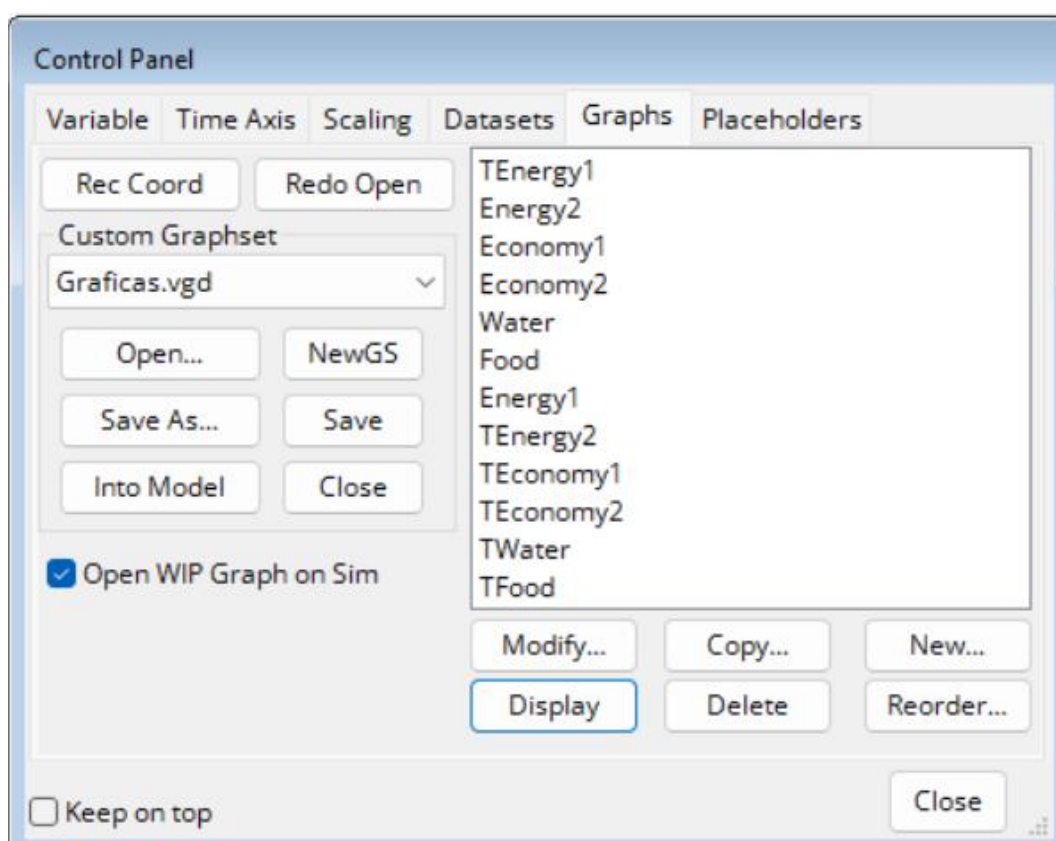 Control Panel
Variable Time Axis Scaling Datasets Graphs Placeholders
Rec Coord Redo Open
Custom Graphset
Graficas.vgd
Open... NewGS
Save As... Save
Into Model Close
Open WIP Graph on Sim
TEnergy1
Energy2
Economy1
Economy2
Water
Food
Energy1
TEnergy2
TEconomy1
TEconomy2
TWater
TFood
Modify... Copy... New...
Display Delete Reorder...
Keep on top
Close